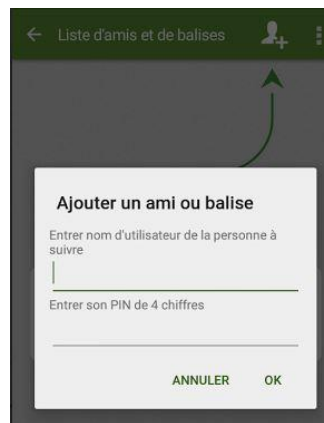 Liste d'amis et de balises
Ajouter un ami ou balise
Entrer nom d'utilisateur de la personne à
suivre
Entrer son PIN de 4 chiffres
ANNULER OK